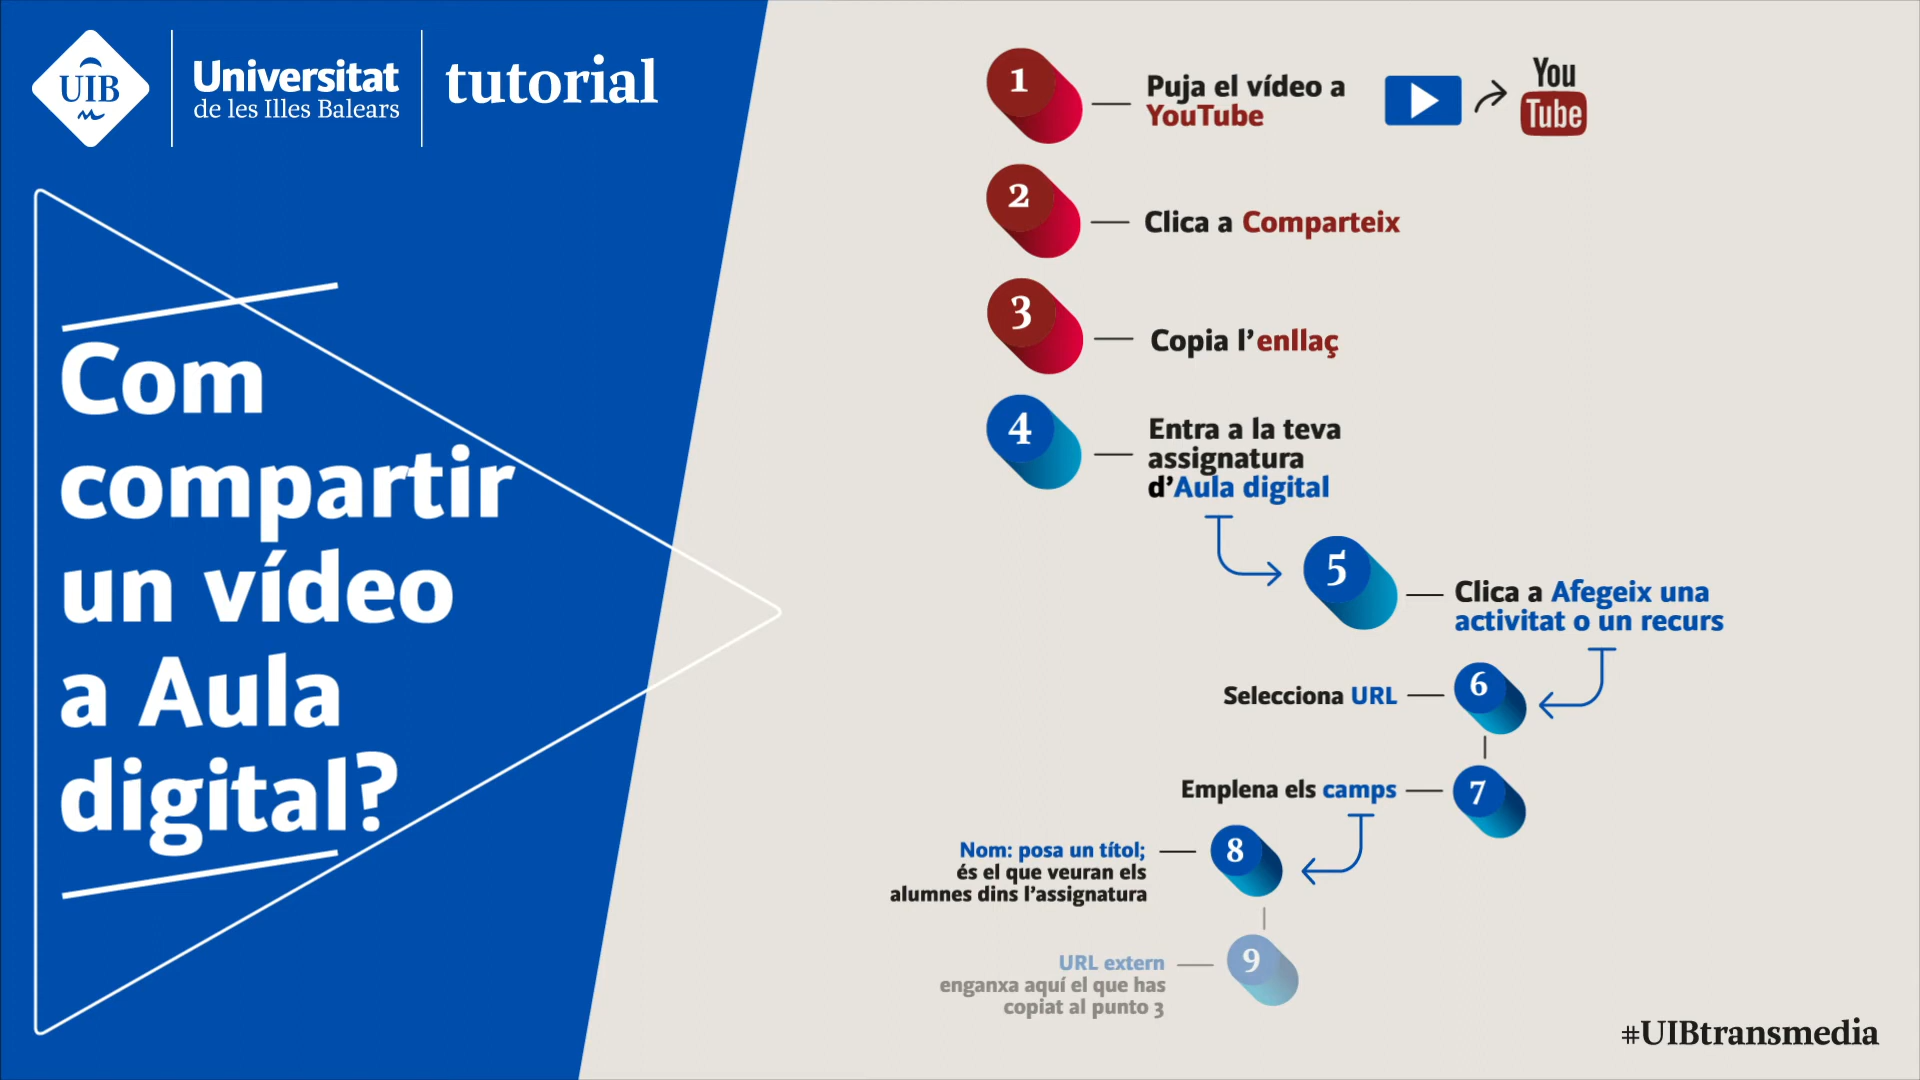 UIB
Universitat
de les Illes Balears
tutorial
Com
compartir
un vídeo
a Aula
digital?
1
Puja el vídeo a
YouTube
You
Tube
2
Clica a Comparteix
3
Copia l'enllaç
4
Entra a la teva
assignatura
d'Aula digital
5
Clica a Afegeix una
activitat o un recurs
Selecciona URL
6
Emplena els camps
7
Nom: posa un títol;
és el que veuran els
alumnes dins l'assignatura
8
URL extern
enganxa aquí el que has
copiat al punto 3
9
#UIBtransmedia